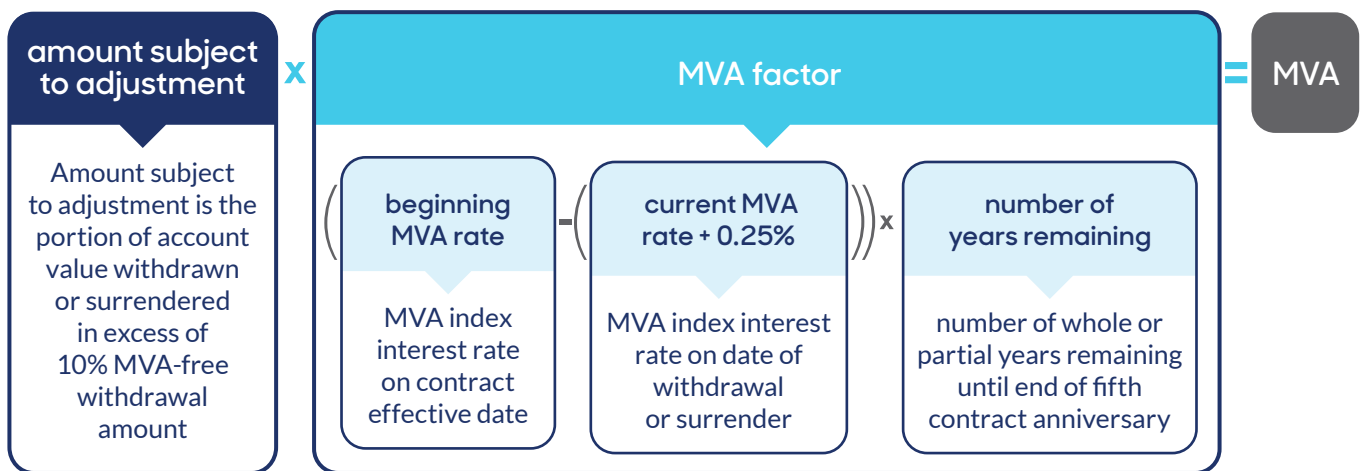 amount subject
to adjustment
x
MVA factor
=
MVA
Amount subject
to adjustment is the
portion of account
value withdrawn
or surrendered
in excess of
10% MVA-free
withdrawal
amount
(
beginning
MVA rate
-(
current MVA
rate + 0.25%
))x
number of
years remaining
MVA index
interest rate
on contract
effective date
MVA index interest
rate on date of
withdrawal
or surrender
number of whole or
partial years remaining
until end of fifth
contract anniversary